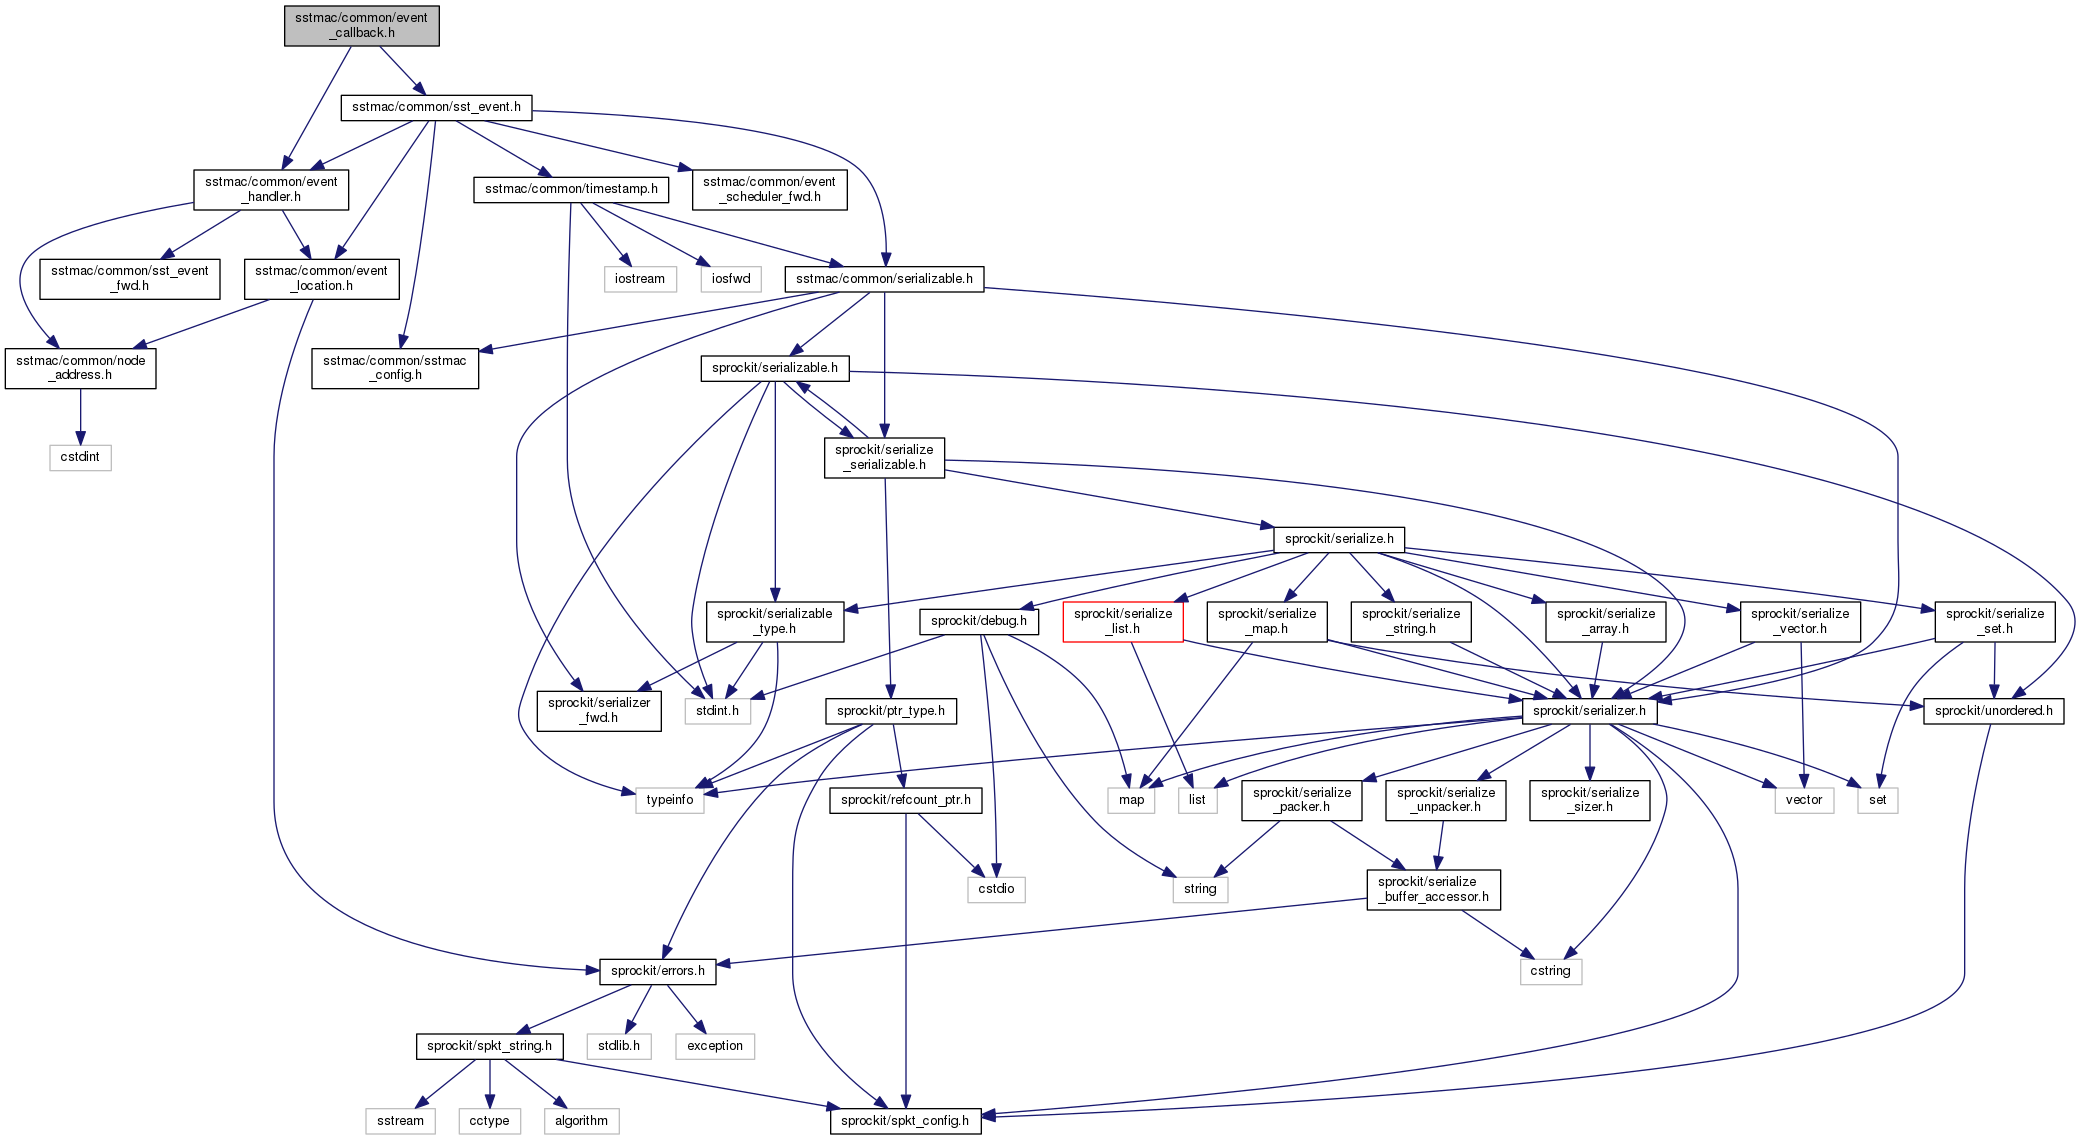 sstmac/common/event
_callback.h
sstmac/common/sst_event.h
sstmac/common/event
_handler.h
sstmac/common/timestamp.h
sstmac/common/event
_scheduler_fwd.h
sstmac/common/sst_event
_fwd.h
sstmac/common/event
_location.h
iostream
iosfwd
sstmac/common/serializable.h
sstmac/common/node
_address.h
sstmac/common/sstmac
_config.h
sprockit/serializable.h
cstdint
sprockit/serialize
_serializable.h
sprockit/serialize.h
sprockit/serializable
_type.h
sprockit/debug.h
sprockit/serialize
_list.h
sprockit/serialize
_map.h
sprockit/serialize
_string.h
sprockit/serialize
_array.h
sprockit/serialize
_vector.h
sprockit/serialize
_set.h
sprockit/serializer
_fwd.h
stdint.h
sprockit/ptr_type.h
sprockit/serializer.h
sprockit/unordered.h
typeinfo
sprockit/refcount_ptr.h
map
list
sprockit/serialize
_packer.h
sprockit/serialize
_unpacker.h
sprockit/serialize
_sizer.h
vector
set
cstdio
string
sprockit/serialize
_buffer_accessor.h
sprockit/errors.h
cstring
sprockit/spkt_string.h
stdlib.h
exception
sstream
cctype
algorithm
sprockit/spkt_config.h